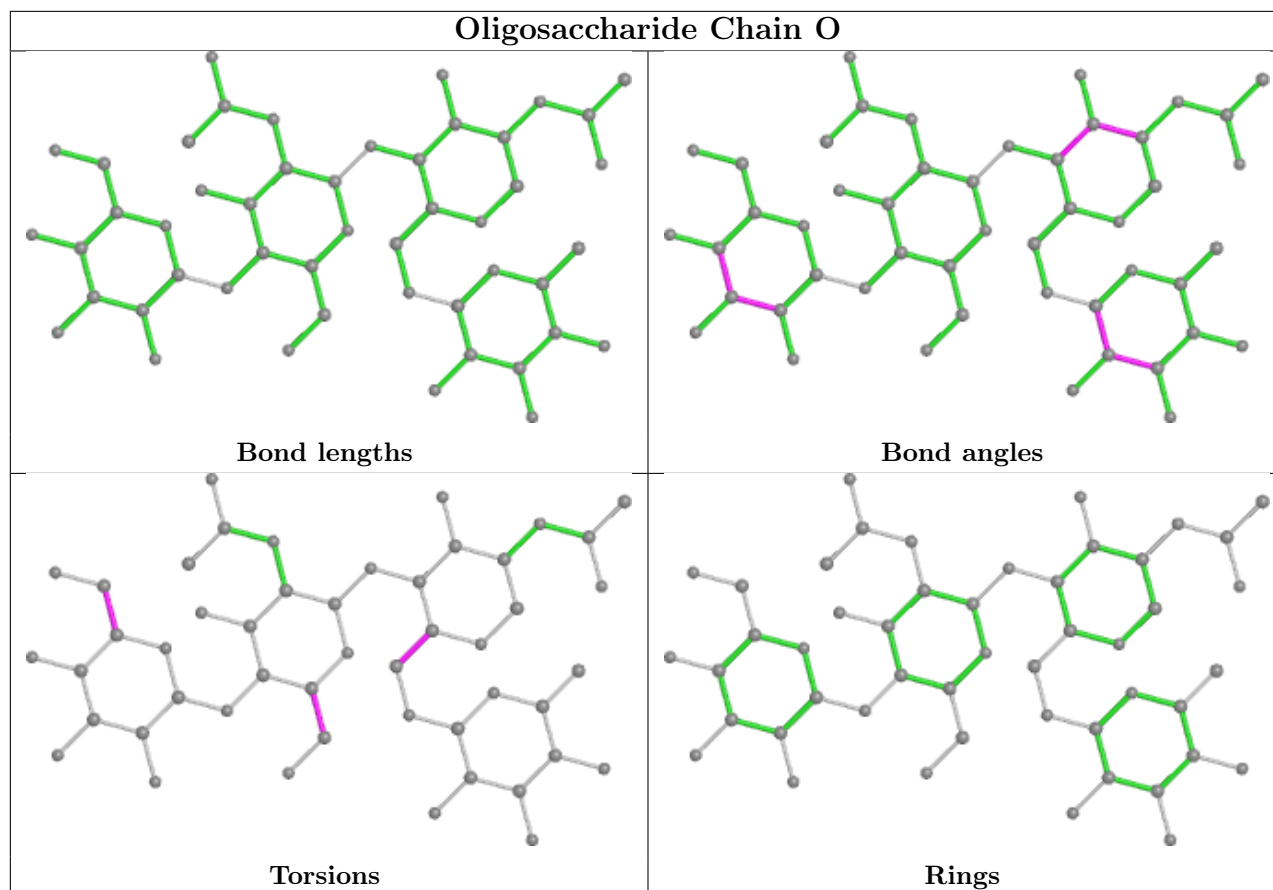 Oligosaccharide Chain O
Bond lengths
Bond angles
Torsions
Rings